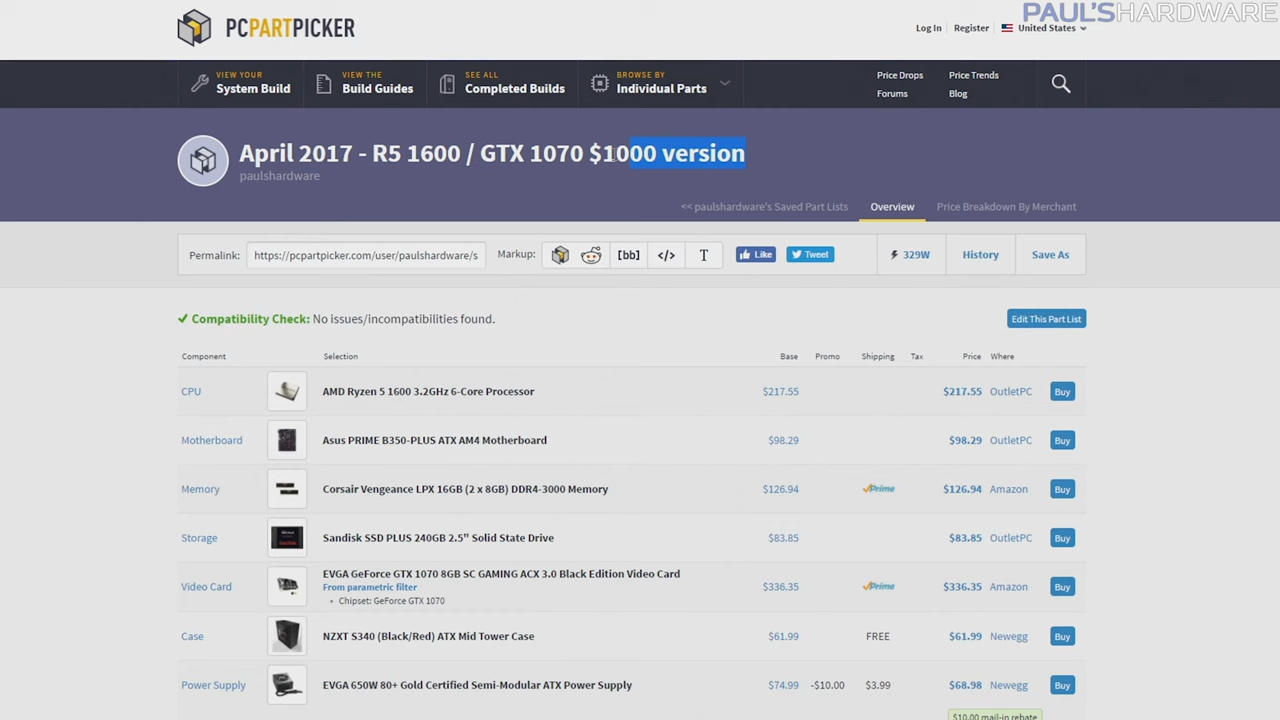 PAUL'SHARDWARE
PCPARTPICKER
Log In Register United States
VIEW YOUR
System Build
VIEW THE
Build Guides
SEE ALL
Completed Builds
BROWSE BY
Individual Parts
Price Drops Price Trends
Forums Blog
April 2017 - R5 1600 / GTX 1070 $1000 version
paulshardware
<< paulshardware's Saved Part Lists Overview Price Breakdown By Merchant
Permalink: https://pcpartpicker.com/user/paulshardware/s Markup: [bb] </> T Like Tweet 329W History Save As
Compatibility Check: No issues/incompatibilities found. Edit This Part List
Component Selection Base Promo Shipping Tax Price Where
CPU AMD Ryzen 5 1600 3.2GHz 6-Core Processor $217.55 $217.55 OutletPC Buy
Motherboard Asus PRIME B350-PLUS ATX AM4 Motherboard $98.29 $98.29 OutletPC Buy
Memory Corsair Vengeance LPX 16GB (2 x 8GB) DDR4-3000 Memory $126.94 Prime $126.94 Amazon Buy
Storage Sandisk SSD PLUS 240GB 2.5" Solid State Drive $83.85 $83.85 OutletPC Buy
Video Card EVGA GeForce GTX 1070 8GB SC GAMING ACX 3.0 Black Edition Video Card $336.35 Prime $336.35 Amazon Buy
From parametric filter
• Chipset: GeForce GTX 1070
Case NZXT S340 (Black/Red) ATX Mid Tower Case $61.99 FREE $61.99 Newegg Buy
Power Supply EVGA 650W 80+ Gold Certified Semi-Modular ATX Power Supply $74.99 -$10.00 $3.99 $68.98 Newegg Buy
$10.00 mail-in rebate